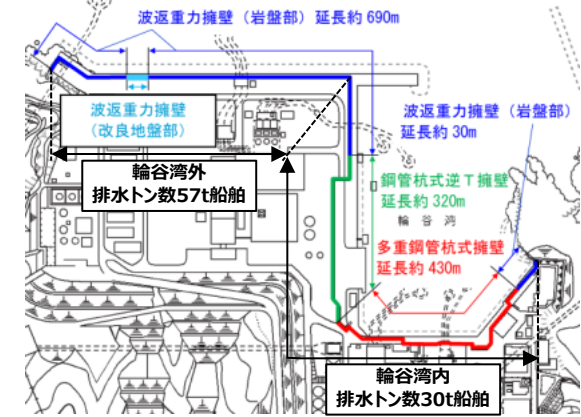 波返重力擁壁（岩盤部）延長約 690m
波返重力擁壁
（改良地盤部）
波返重力擁壁（岩盤部）
延長約 30m
輪谷湾外
排水トン数57t船舶
鋼管杭式逆Ｔ擁壁
延長約 320m
輪谷湾
多重鋼管杭式擁壁
延長約 430m
輪谷湾内
排水トン数30t船舶